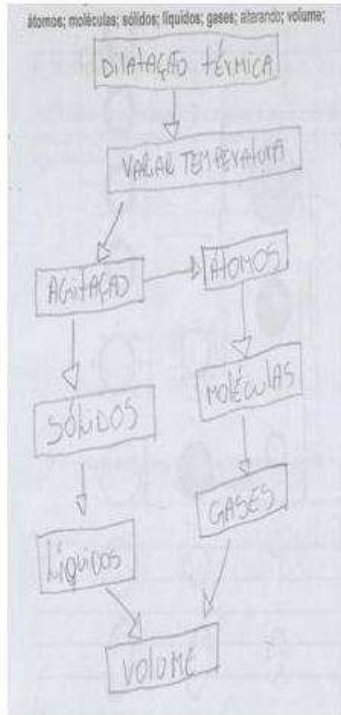 átomos; moléculas; sólidos; líquidos; gases; alterando; volume;
DILATAÇÃO TÉRMICA
VARIAR TEMPERATURA
AGITAÇÃO
ÁTOMOS
SÓLIDOS
MOLÉCULAS
LÍQUIDOS
GASES
VOLUME